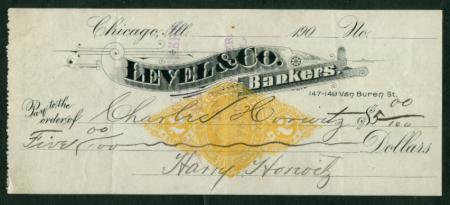 Chicago, Ill. 190 No.
LEVEL & CO.
Bankers.
147-149 Van Buren St.
Pay to the order of Charles Horowitz $5 00/100
Five 00/100 Dollars
Harry Horwitz